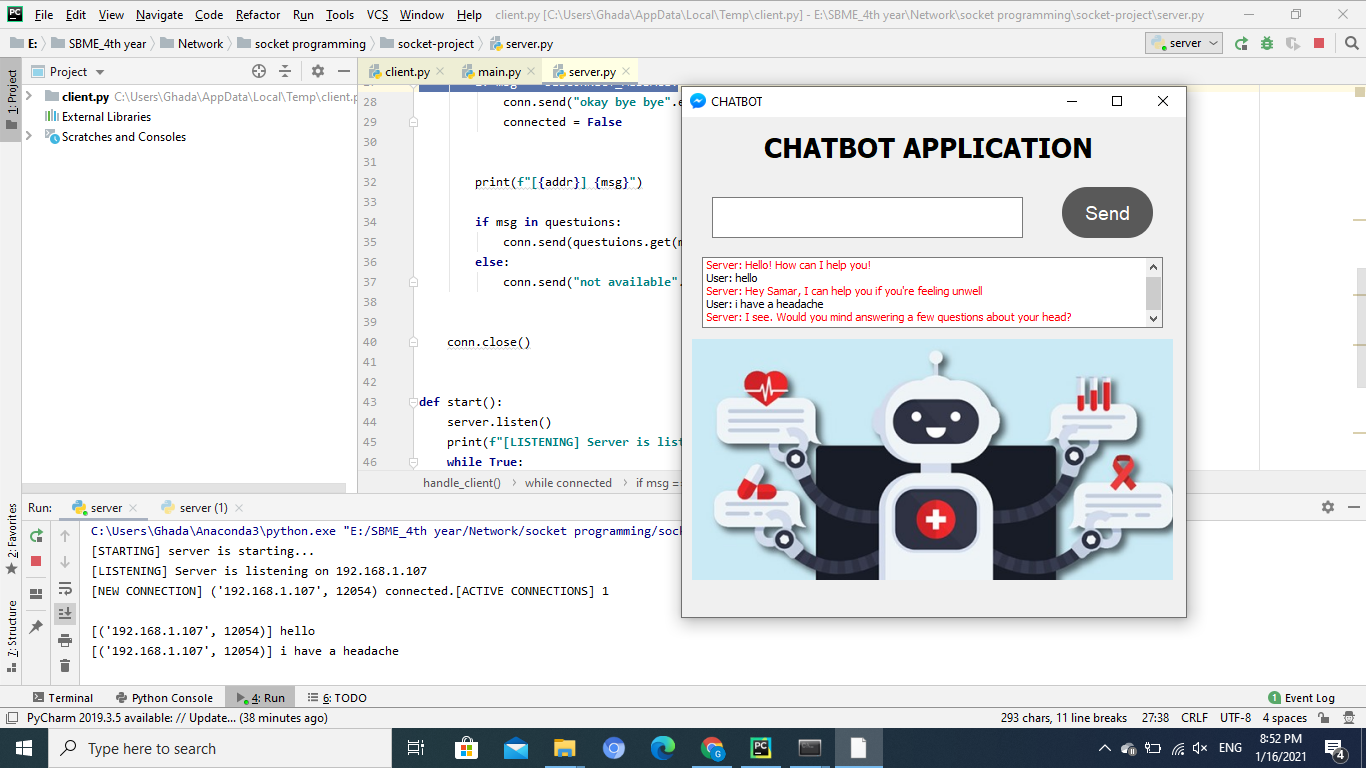 File Edit View Navigate Code Refactor Run Tools VCS Window Help client.py [C:\Users\Ghada\AppData\Local\Temp\client.py] - E:\SBME_4th year\Network\socket programming\socket-project\server.py
E: SBME_4th year Network socket programming socket-project server.py server
Project
client.py main.py server.py
1: Project
client.py C:\Users\Ghada\AppData\Local\Temp\client.p
External Libraries
Scratches and Consoles
28 conn.send("okay bye bye".e
29 connected = False
30
31
32 print(f"[{addr}] {msg}")
33
34 if msg in questuions:
35 conn.send(questuions.get(m
36 else:
37 conn.send("not available".
38
39
40 conn.close()
41
42
43 def start():
44 server.listen()
45 print(f"[LISTENING] Server is list
46 while True:
handle_client() while connected if msg ==
CHATBOT
CHATBOT APPLICATION
Send
Server: Hello! How can I help you!
User: hello
Server: Hey Samar, I can help you if you're feeling unwell
User: i have a headache
Server: I see. Would you mind answering a few questions about your head?
2: Favorites
7: Structure
Run: server server (1)
C:\Users\Ghada\Anaconda3\python.exe "E:/SBME_4th year/Network/socket programming/sock
[STARTING] server is starting...
[LISTENING] Server is listening on 192.168.1.107
[NEW CONNECTION] ('192.168.1.107', 12054) connected.[ACTIVE CONNECTIONS] 1
[('192.168.1.107', 12054)] hello
[('192.168.1.107', 12054)] i have a headache
Terminal Python Console 4: Run 6: TODO 1 Event Log
PyCharm 2019.3.5 available: // Update... (38 minutes ago) 293 chars, 11 line breaks 27:38 CRLF UTF-8 4 spaces
Type here to search
ENG
8:52 PM
1/16/2021
4